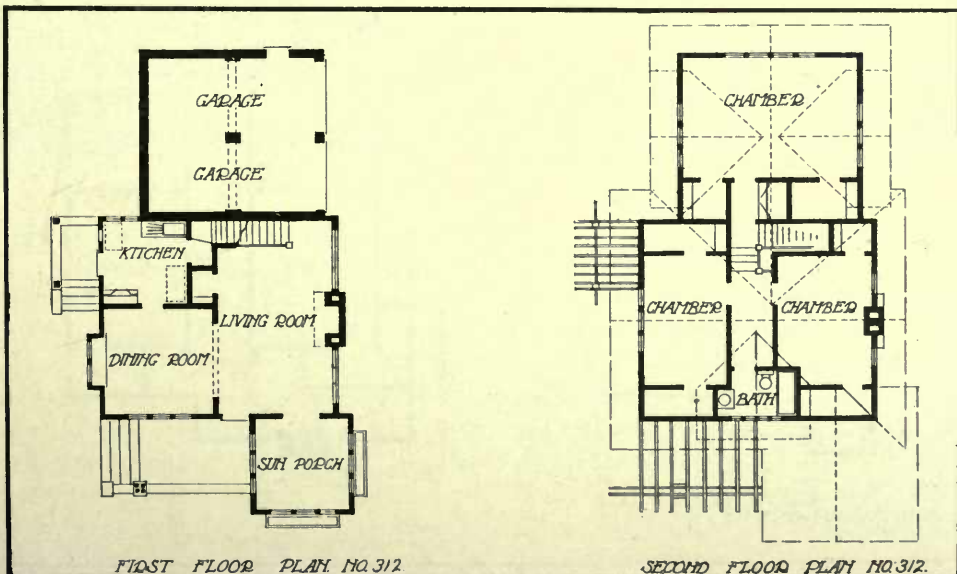 GARAGE
GARAGE
KITCHEN
LIVING ROOM
DINING ROOM
SUN PORCH
FIRST FLOOR PLAN. NO. 312
CHAMBER
CHAMBER
CHAMBER
BATH
SECOND FLOOR PLAN NO. 312.